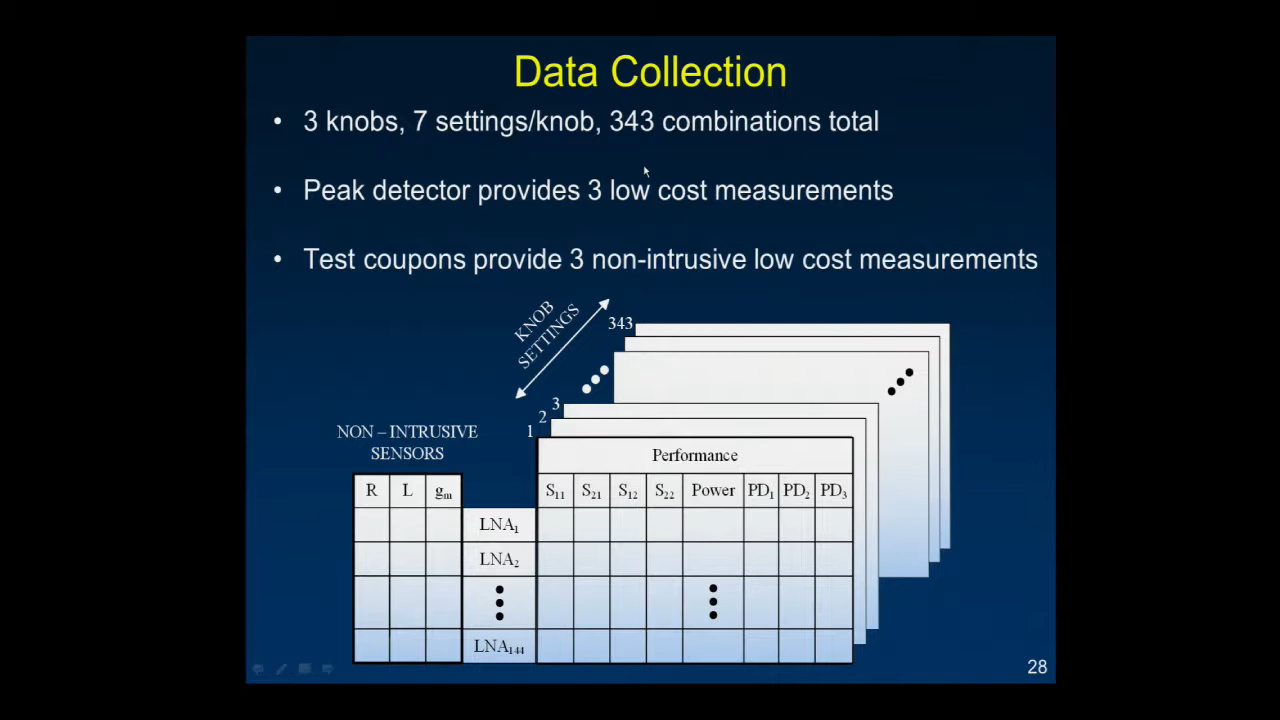 Data Collection
• 3 knobs, 7 settings/knob, 343 combinations total
• Peak detector provides 3 low cost measurements
• Test coupons provide 3 non-intrusive low cost measurements
KNOB
SETTINGS
343
3
2
1
NON – INTRUSIVE
SENSORS
Performance
R L gm S11 S21 S12 S22 Power PD1 PD2 PD3
LNA1
LNA2
LNA144
28